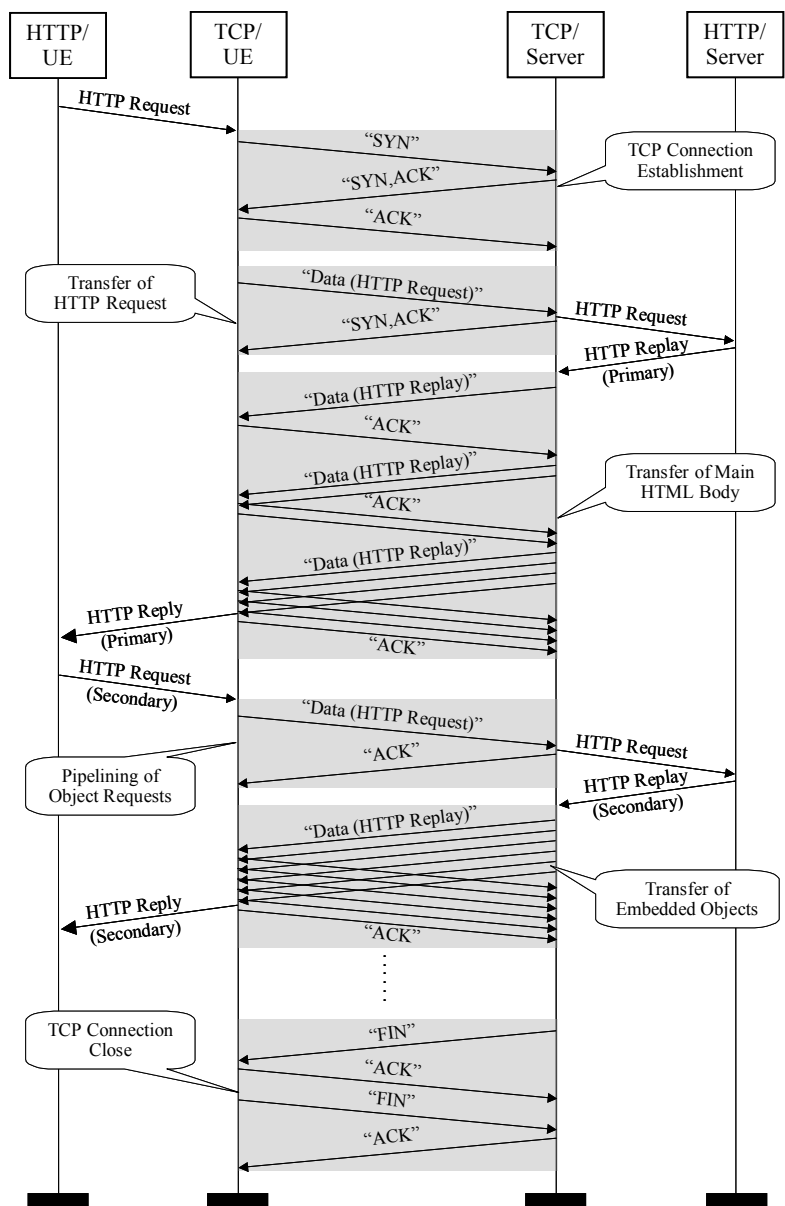 HTTP/
UE
TCP/
UE
TCP/
Server
HTTP/
Server
HTTP Request
“SYN”
TCP Connection
Establishment
“SYN,ACK”
“ACK”
Transfer of
HTTP Request
“Data (HTTP Request)”
HTTP Request
“SYN,ACK”
HTTP Replay
(Primary)
“Data (HTTP Replay)”
“ACK”
“Data (HTTP Replay)”
Transfer of Main
HTML Body
“ACK”
“Data (HTTP Replay)”
HTTP Reply
(Primary)
“ACK”
HTTP Request
(Secondary)
“Data (HTTP Request)”
HTTP Request
“ACK”
Pipelining of
Object Requests
HTTP Replay
(Secondary)
“Data (HTTP Replay)”
Transfer of
Embedded Objects
HTTP Reply
(Secondary)
“ACK”
TCP Connection
Close
“FIN”
“ACK”
“FIN”
“ACK”